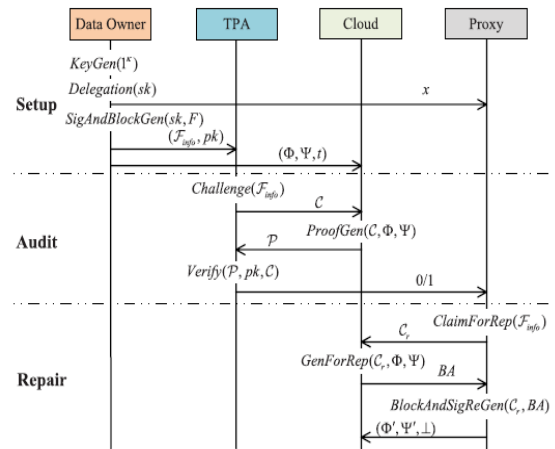 Data Owner TPA Cloud Proxy
KeyGen(1^κ)
Delegation(sk)
x
Setup
SigAndBlockGen(sk, F)
(ℱ_info, pk)
(Φ, Ψ, t)
Challenge(ℱ_info)
𝒞
ProofGen(𝒞, Φ, Ψ)
Audit
𝒫
Verify(𝒫, pk, 𝒞)
0/1
ClaimForRep(ℱ_info)
𝒞_r
GenForRep(𝒞_r, Φ, Ψ)
Repair
BA
BlockAndSigReGen(𝒞_r, BA)
(Φ′, Ψ′, ⊥)